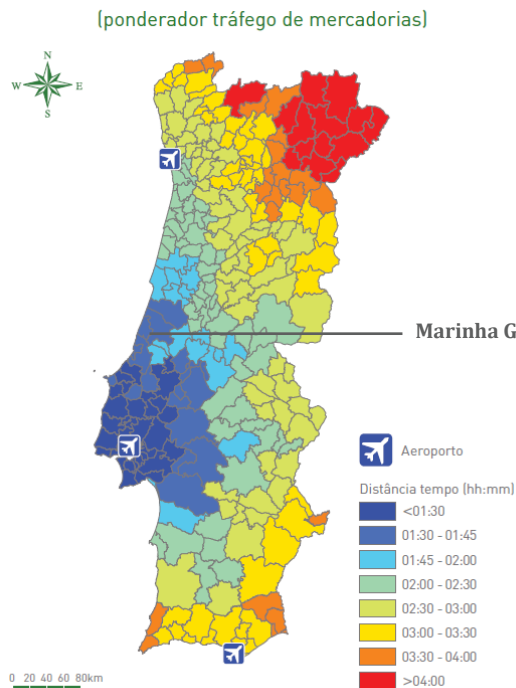 (ponderador tráfego de mercadorias)
N
W E
S
Marinha G
Aeroporto
Distância tempo (hh:mm)
<01:30
01:30 - 01:45
01:45 - 02:00
02:00 - 02:30
02:30 - 03:00
03:00 - 03:30
03:30 - 04:00
>04:00
0 20 40 60 80km